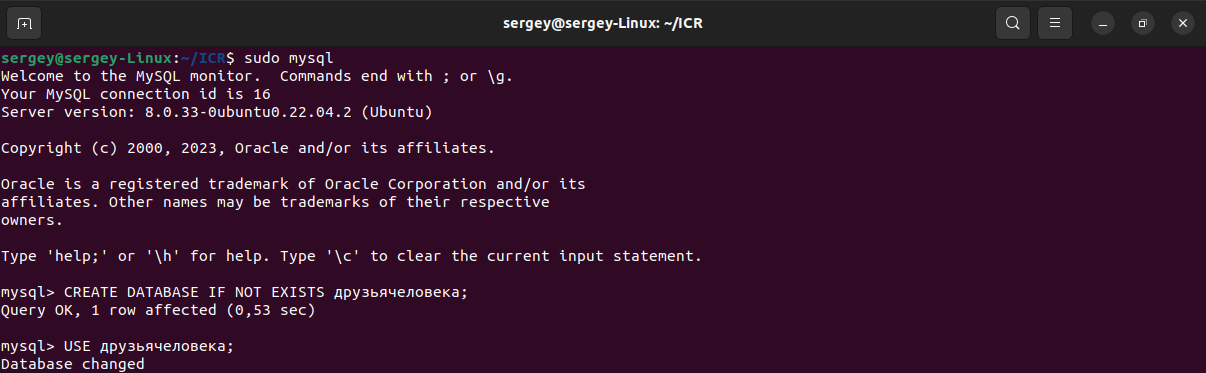 sergey@sergey-Linux: ~/ICR
sergey@sergey-Linux:~/ICR$ sudo mysql
Welcome to the MySQL monitor.  Commands end with ; or \g.
Your MySQL connection id is 16
Server version: 8.0.33-0ubuntu0.22.04.2 (Ubuntu)
Copyright (c) 2000, 2023, Oracle and/or its affiliates.
Oracle is a registered trademark of Oracle Corporation and/or its
affiliates. Other names may be trademarks of their respective
owners.
Type 'help;' or '\h' for help. Type '\c' to clear the current input statement.
mysql> CREATE DATABASE IF NOT EXISTS друзьячеловека;
Query OK, 1 row affected (0,53 sec)
mysql> USE друзьячеловека;
Database changed